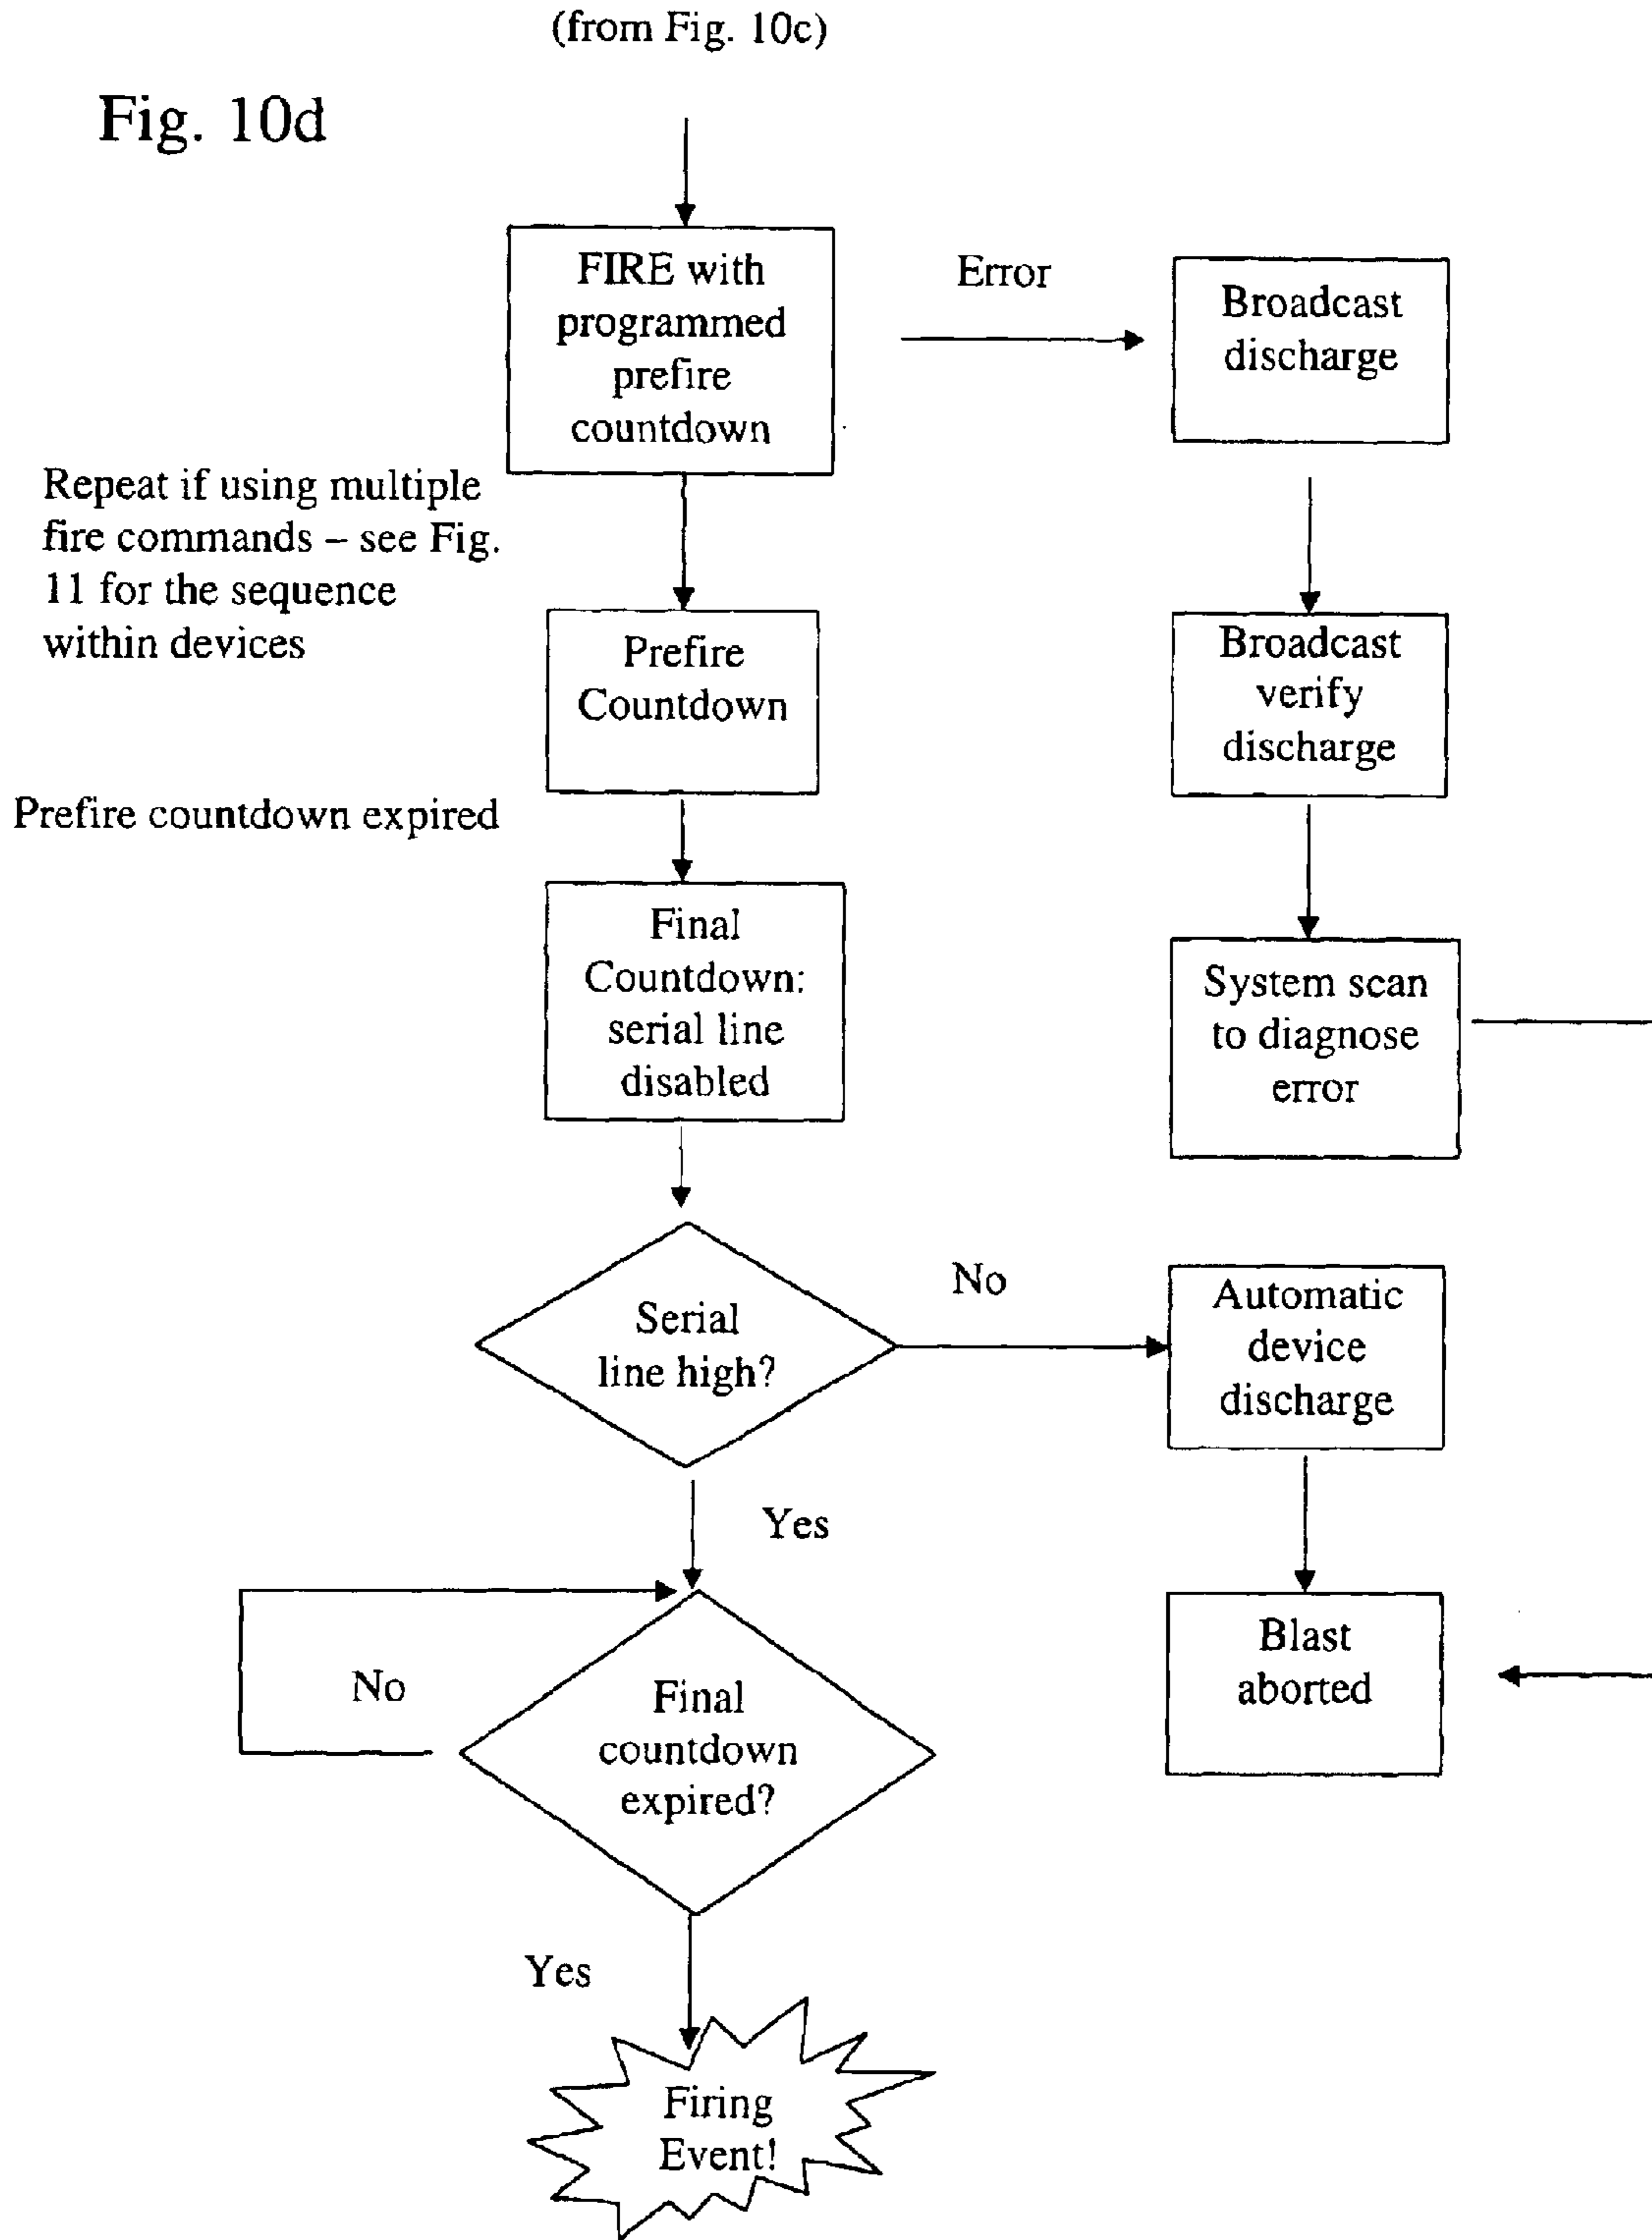 (from Fig. 10c)
Fig. 10d
FIRE with
programmed
prefire
countdown
Error
Broadcast
discharge
Repeat if using multiple
fire commands – see Fig.
11 for the sequence
within devices
Prefire
Countdown
Broadcast
verify
discharge
Prefire countdown expired
Final
Countdown:
serial line
disabled
System scan
to diagnose
error
Serial
line high?
No
Automatic
device
discharge
Yes
Blast
aborted
No
Final
countdown
expired?
Yes
Firing
Event!